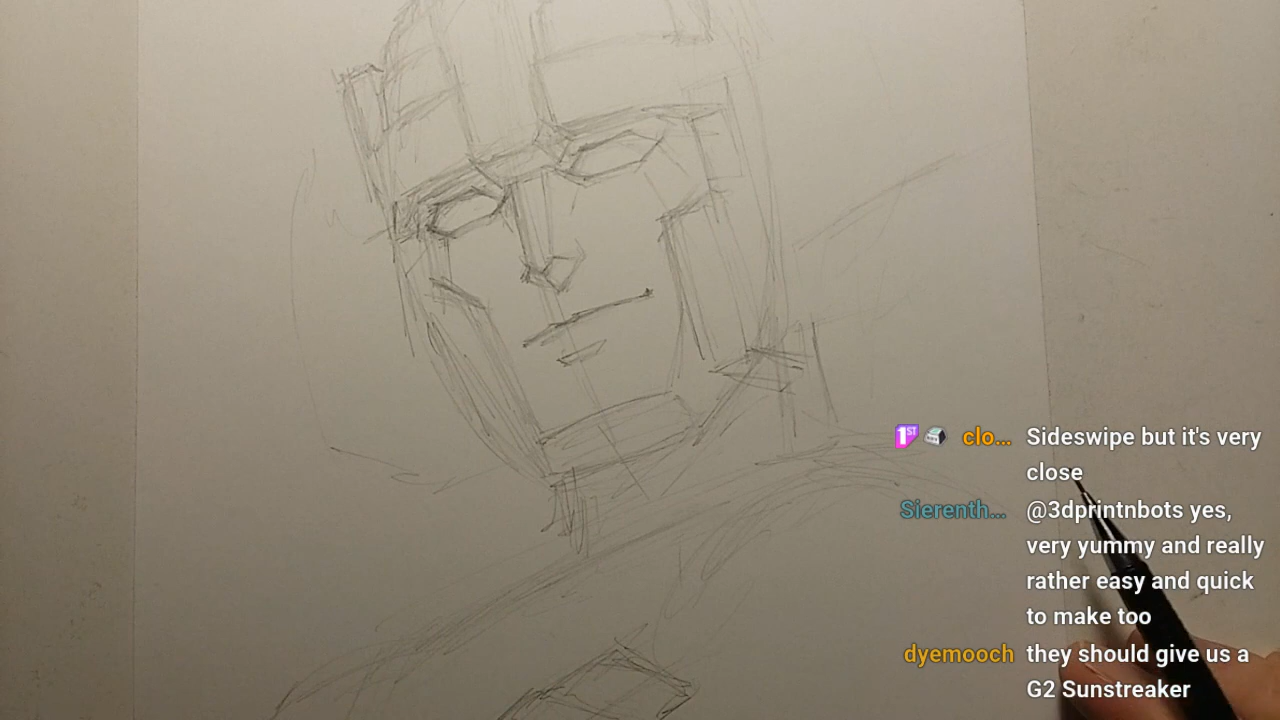 1ST clo... Sideswipe but it's very
close
Sierenth... @3dprintnbots yes,
very yummy and really
rather easy and quick
to make too
dyemooch they should give us a
G2 Sunstreaker